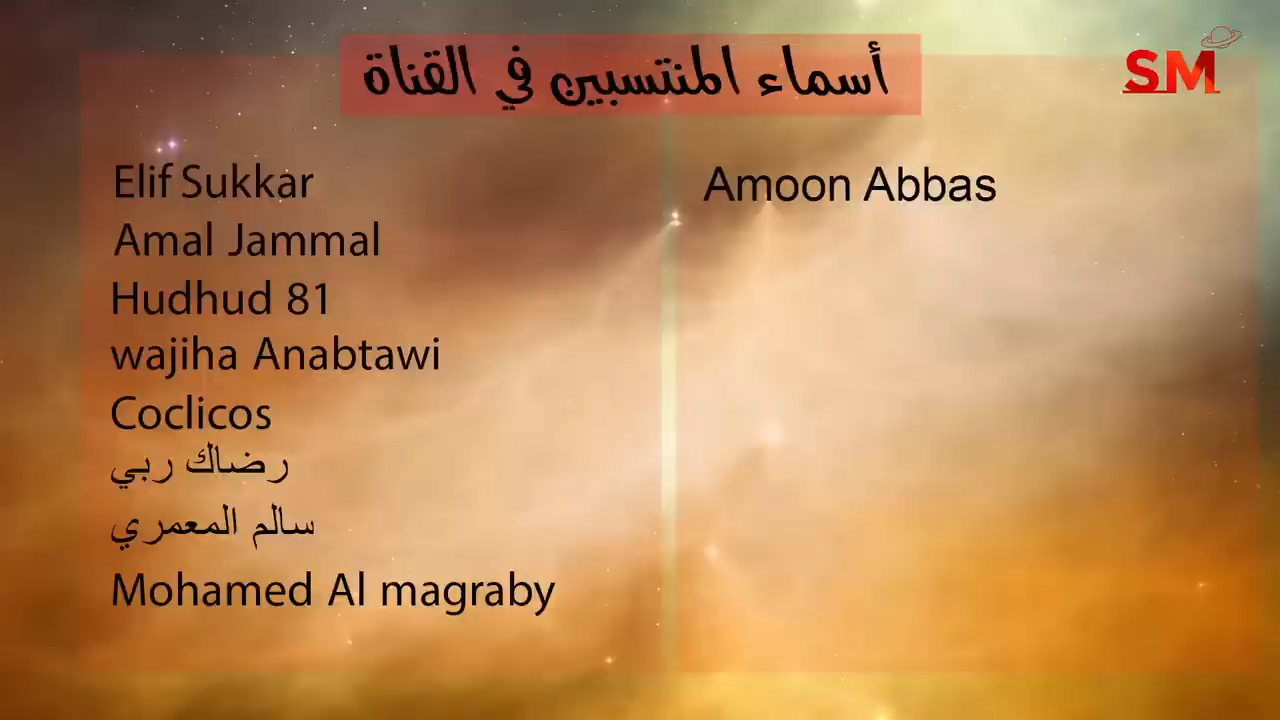 أسماء المنتسبين في القناة
SM
Elif Sukkar
Amal Jammal
Hudhud 81
wajiha Anabtawi
Coclicos
رضاك ربي
سالم المعمري
Mohamed Al magraby
Amoon Abbas